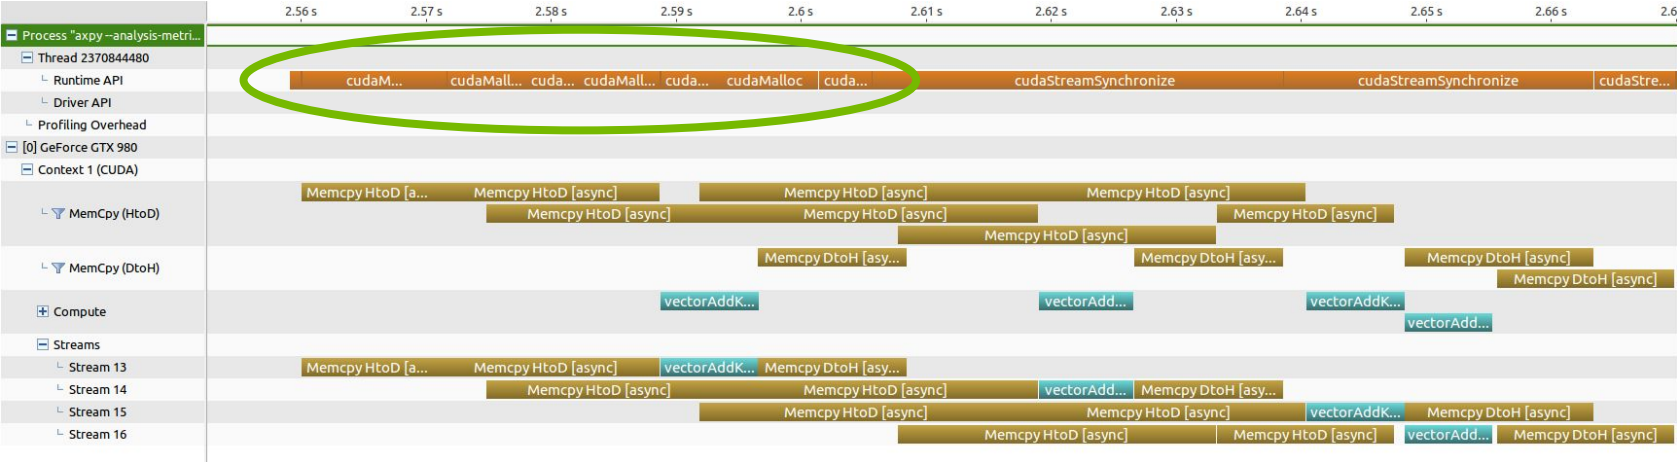 2.56 s 2.57 s 2.58 s 2.59 s 2.6 s 2.61 s 2.62 s 2.63 s 2.64 s 2.65 s 2.66 s 2.6
Process "axpy --analysis-metri...
Thread 2370844480
Runtime API cudaM... cudaMall... cuda... cudaMall... cuda... cudaMalloc cuda... cudaStreamSynchronize cudaStreamSynchronize cudaStre...
Driver API
Profiling Overhead
[0] GeForce GTX 980
Context 1 (CUDA)
Memcpy HtoD [a... Memcpy HtoD [async] Memcpy HtoD [async] Memcpy HtoD [async]
MemCpy (HtoD) Memcpy HtoD [async] Memcpy HtoD [async] Memcpy HtoD [async]
Memcpy HtoD [async]
MemCpy (DtoH) Memcpy DtoH [asy... Memcpy DtoH [asy... Memcpy DtoH [async]
Memcpy DtoH [async]
Compute vectorAddK... vectorAdd... vectorAddK...
vectorAdd...
Streams
Stream 13 Memcpy HtoD [a... Memcpy HtoD [async] vectorAddK... Memcpy DtoH [asy...
Stream 14 Memcpy HtoD [async] Memcpy HtoD [async] vectorAdd... Memcpy DtoH [asy...
Stream 15 Memcpy HtoD [async] Memcpy HtoD [async] vectorAddK... Memcpy DtoH [async]
Stream 16 Memcpy HtoD [async] Memcpy HtoD [async] vectorAdd... Memcpy DtoH [async]